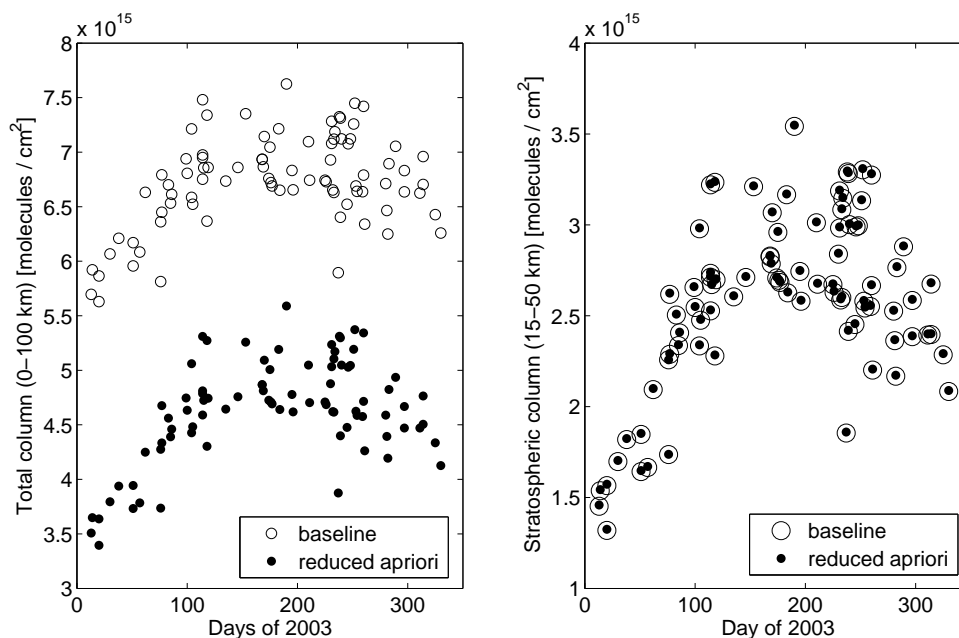 x 10^15
8
7.5
7
6.5
6
5.5
5
4.5
4
3.5
3
0 100 200 300
Total column (0−100 km) [molecules / cm^2]
Days of 2003
baseline
reduced apriori
x 10^15
4
3.5
3
2.5
2
1.5
1
0 100 200 300
Stratospheric column (15−50 km) [molecules / cm^2]
Day of 2003
baseline
reduced apriori